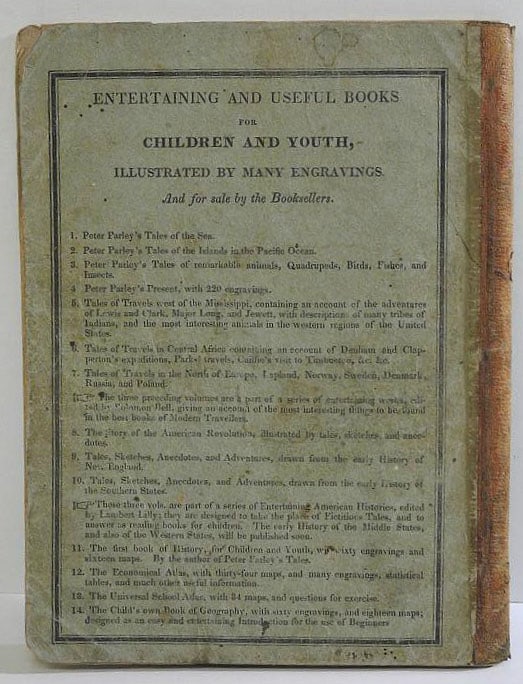 ENTERTAINING AND USEFUL BOOKS
FOR
CHILDREN AND YOUTH,
ILLUSTRATED BY MANY ENGRAVINGS.
And for sale by the Booksellers.
1. Peter Parley's Tales of the Sea.
2. Peter Parley's Tales of the Islands in the Pacific Ocean.
3. Peter Parley's Tales of remarkable animals, Quadrupeds, Birds, Fishes, and
Insects.
4 Peter Parley's Present, with 220 engravings.
5. Tales of Travels west of the Mississippi, containing an account of the adventures
of Lewis and Clark, Major Long, and Jewett, with descriptions of many tribes of
Indians, and the most interesting animals in the western regions of the United
States.
6. Tales of Travels in Central Africa containing an account of Denham and Clap-
perton's expeditions, Parks' travels, Caillie's visit to Timbuctoo, &c. &c.
7. Tales of Travels in the North of Europe, Lapland, Norway, Sweden, Denmark,
Russia, and Poland.
☞ The three preceding volumes are a part of a series of entertaining works, edi-
ted by Solomon Bell, giving an account of the most interesting things to be found
in the best books of Modern Travellers.
8. The story of the American Revolution, illustrated by tales, sketches, and anec-
dotes.
9. Tales, Sketches, Anecdotes, and Adventures, drawn from the early History of
New England.
10. Tales, Sketches, Anecdotes, and Adventures, drawn from the early History of
the Southern States.
☞ These three vols. are part of a series of Entertaining American Histories, edited
by Lambert Lilly; they are designed to take the place of Fictitious Tales, and to
answer as reading books for children. The early History of the Middle States,
and also of the Western States, will be published soon.
11. The first book of History, for Children and Youth, with sixty engravings and
sixteen maps. By the author of Peter Parley's Tales.
12. The Economical Atlas, with thirty-four maps, and many engravings, statistical
tables, and much other useful information.
13. The Universal School Atlas, with 34 maps, and questions for exercise.
14. The Child's own Book of Geography, with sixty engravings, and eighteen maps;
designed as an easy and entertaining Introduction for the use of Beginners